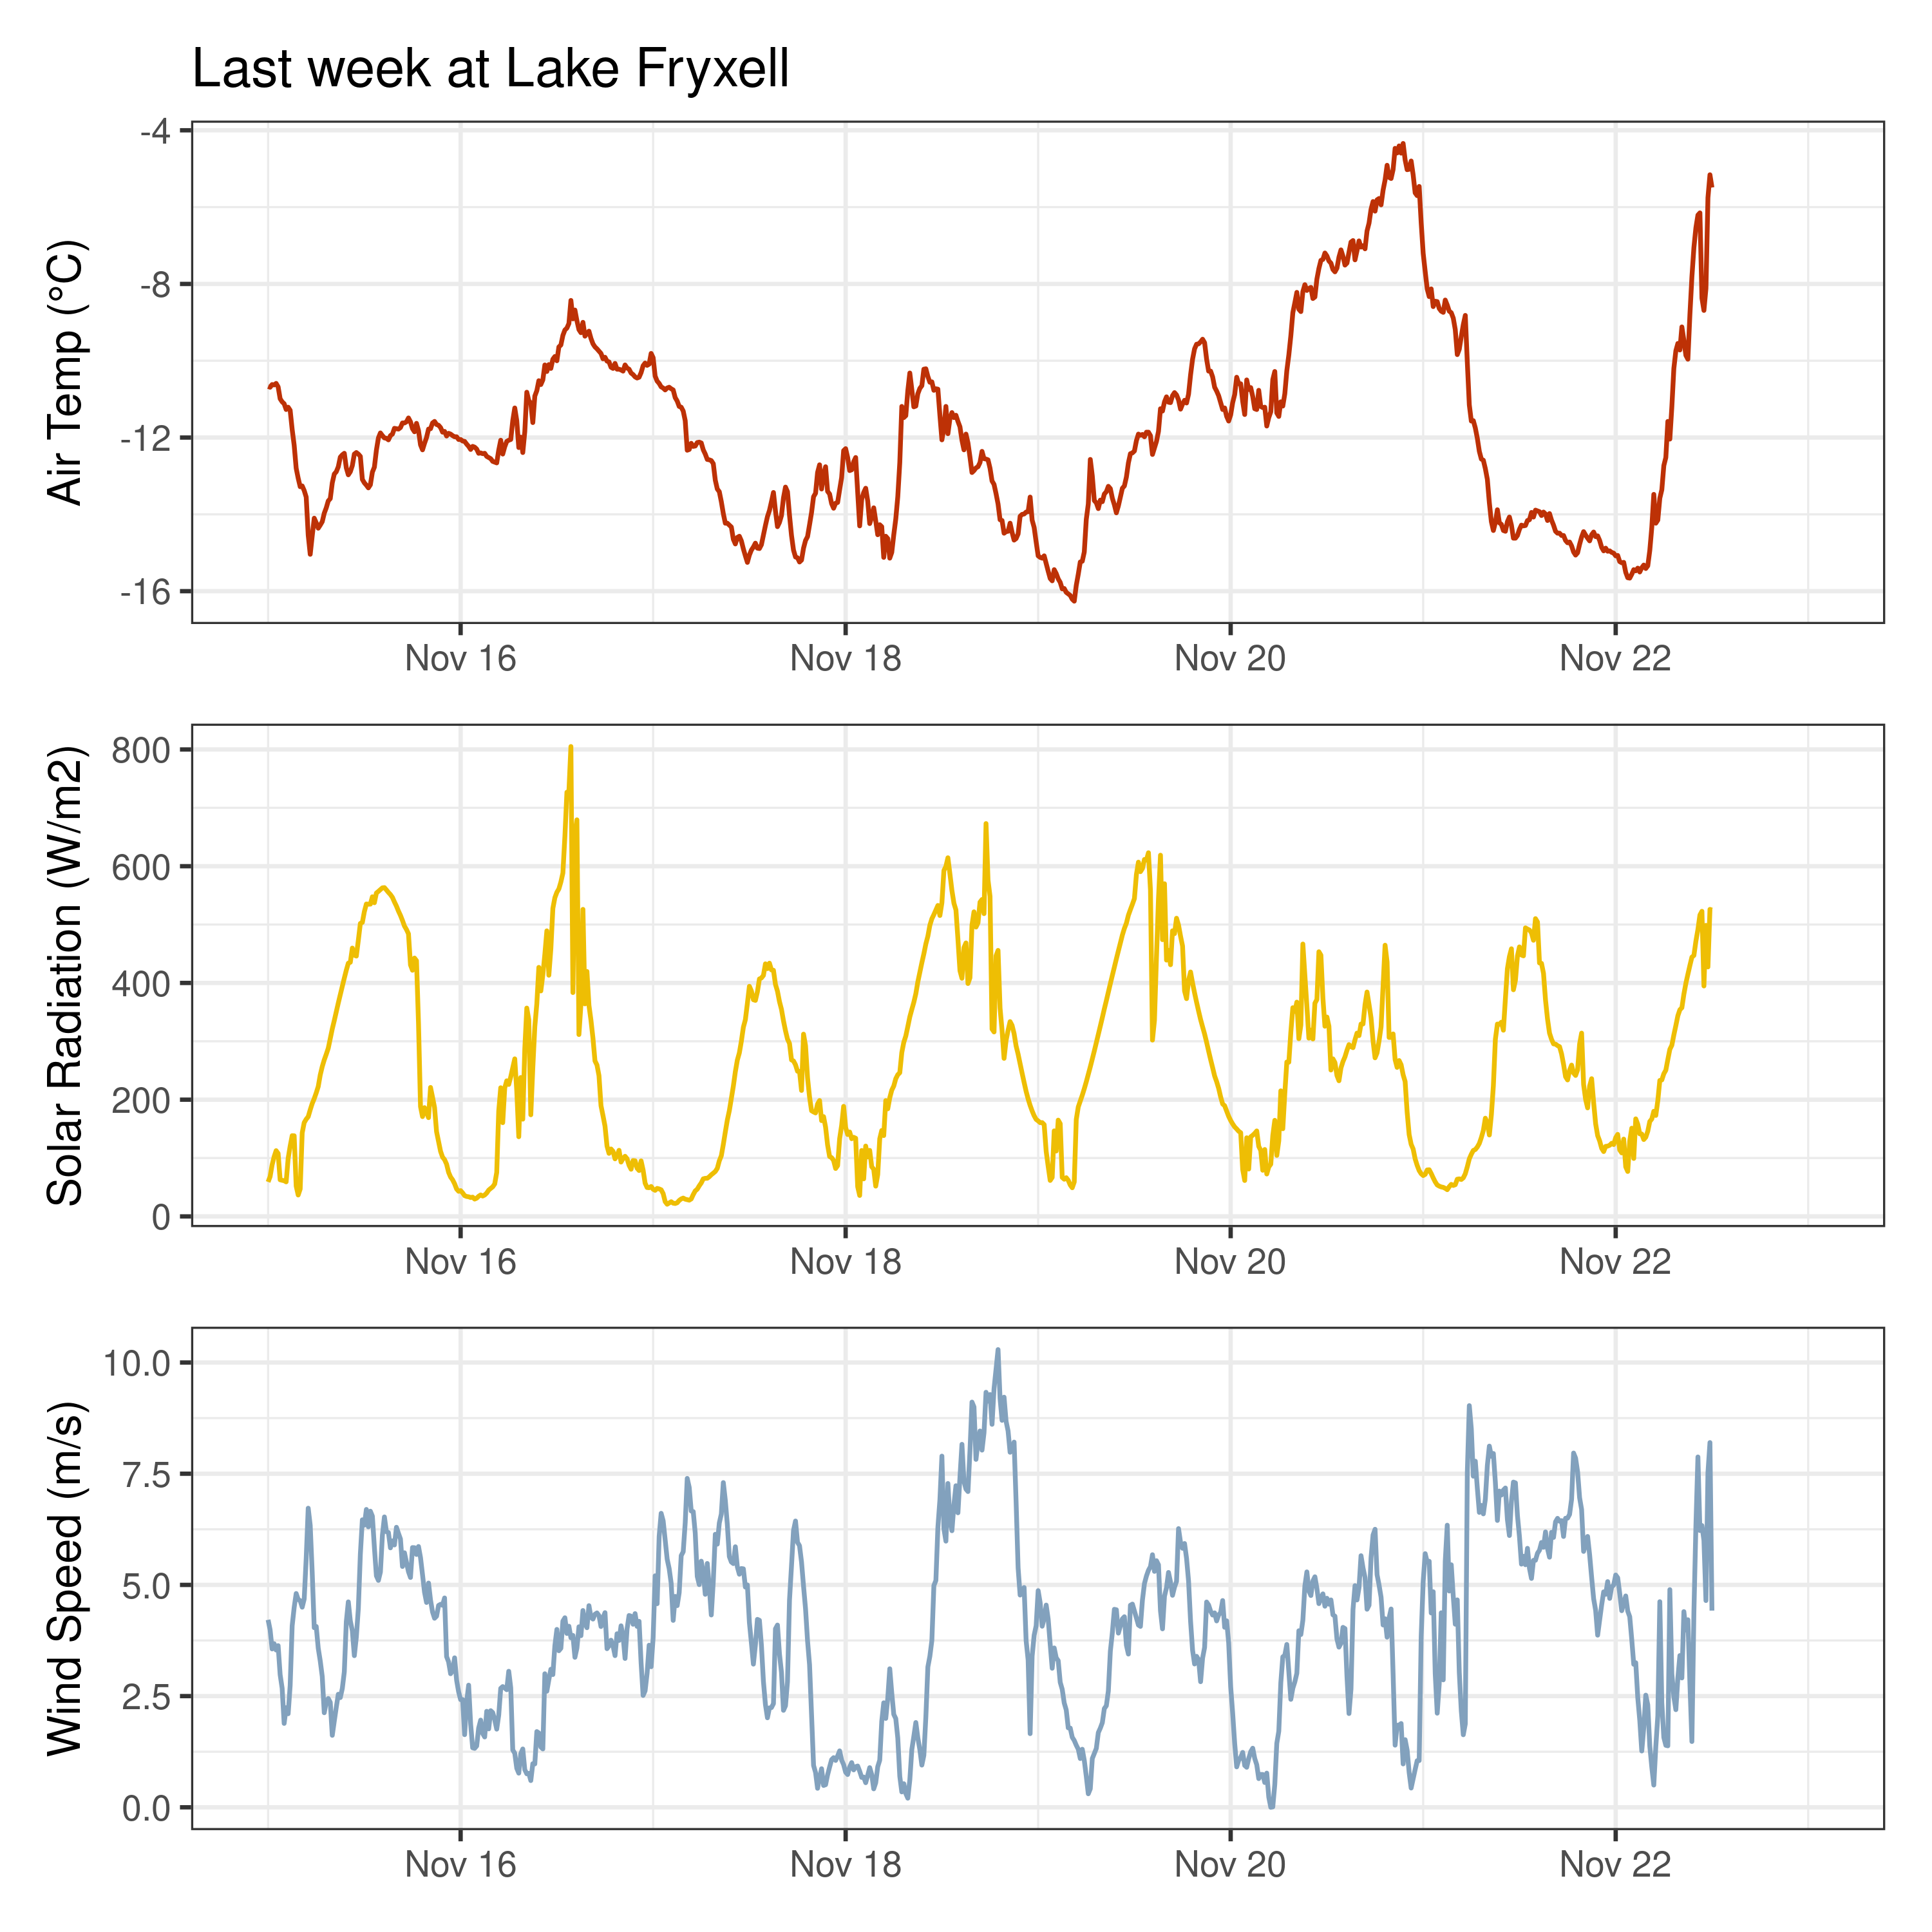 Last week at Lake Fryxell
Air Temp (°C)
-4
-8
-12
-16
Nov 16
Nov 18
Nov 20
Nov 22
Solar Radiation (W/m2)
800
600
400
200
0
Nov 16
Nov 18
Nov 20
Nov 22
Wind Speed (m/s)
10.0
7.5
5.0
2.5
0.0
Nov 16
Nov 18
Nov 20
Nov 22